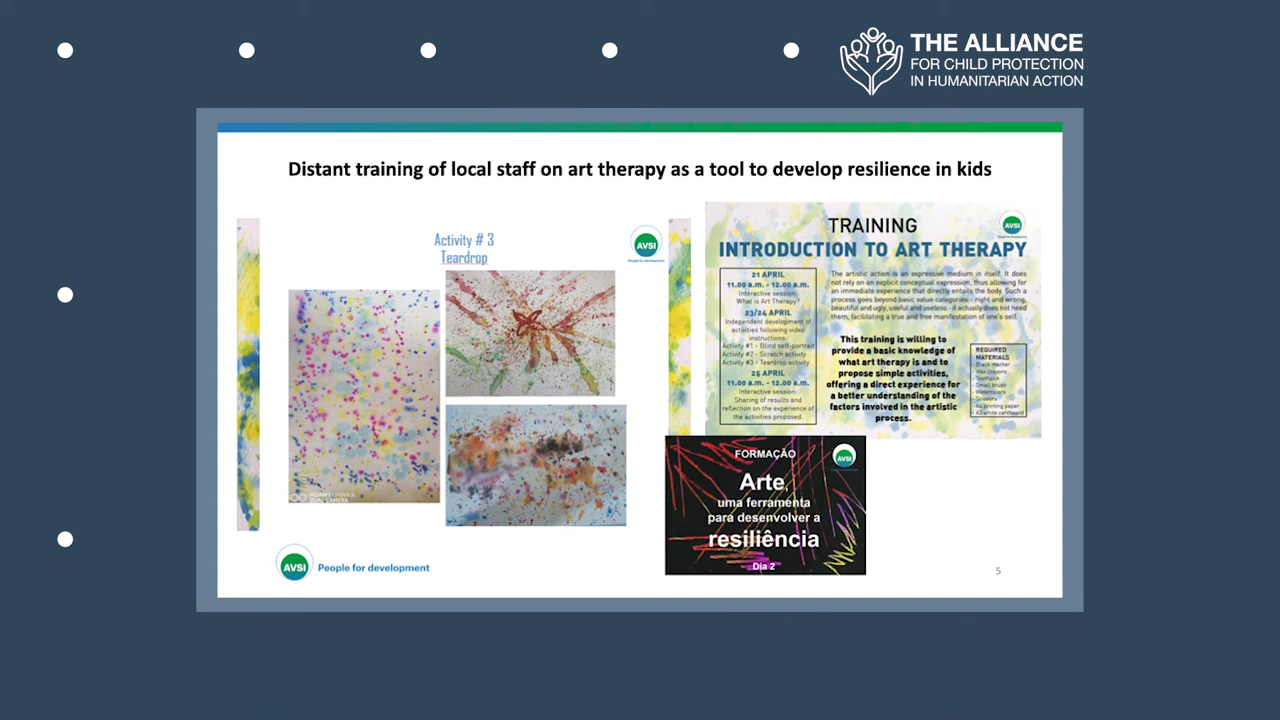 THE ALLIANCE
FOR CHILD PROTECTION
IN HUMANITARIAN ACTION
Distant training of local staff on art therapy as a tool to develop resilience in kids
Activity # 3
Teardrop
AVSI
People for development
HUAWEI
DUAL CAMERA
TRAINING
INTRODUCTION TO ART THERAPY
AVSI
21 APRIL
11.00 a.m. - 12.00 a.m.
Interactive session:
What is Art Therapy?
23/24 APRIL
Independent development of
activities following video
instructions:
Activity #1 - Blind self-portrait
Activity #2 - Scratch activity
Activity #3 - Teardrop activity
25 APRIL
11.00 a.m. - 12.00 a.m.
Interactive session:
Sharing of results and
reflection on the experience of
the activities proposed.
The artistic action is an expressive medium in itself. It does
not rely on an explicit conceptual expression, thus allowing for
an immediate experience that directly entails the body. Such a
process goes beyond basic value categories - right and wrong,
beautiful and ugly, useful and useless - it actually does not need
them, facilitating a true and free manifestation of one's self.
This training is willing to
provide a basic knowledge of
what art therapy is and to
propose simple activities,
offering a direct experience for
a better understanding of the
factors involved in the artistic
process.
REQUIRED
MATERIALS
- Black marker
- Wax crayons
- Toothpick
- Small brush
- Watercolors
- Scissors
- A4 printing paper
- A3 white cardboard
FORMAÇÃO
AVSI
Arte,
uma ferramenta
para desenvolver a
resiliência
Dia 2
AVSI
People for development
5